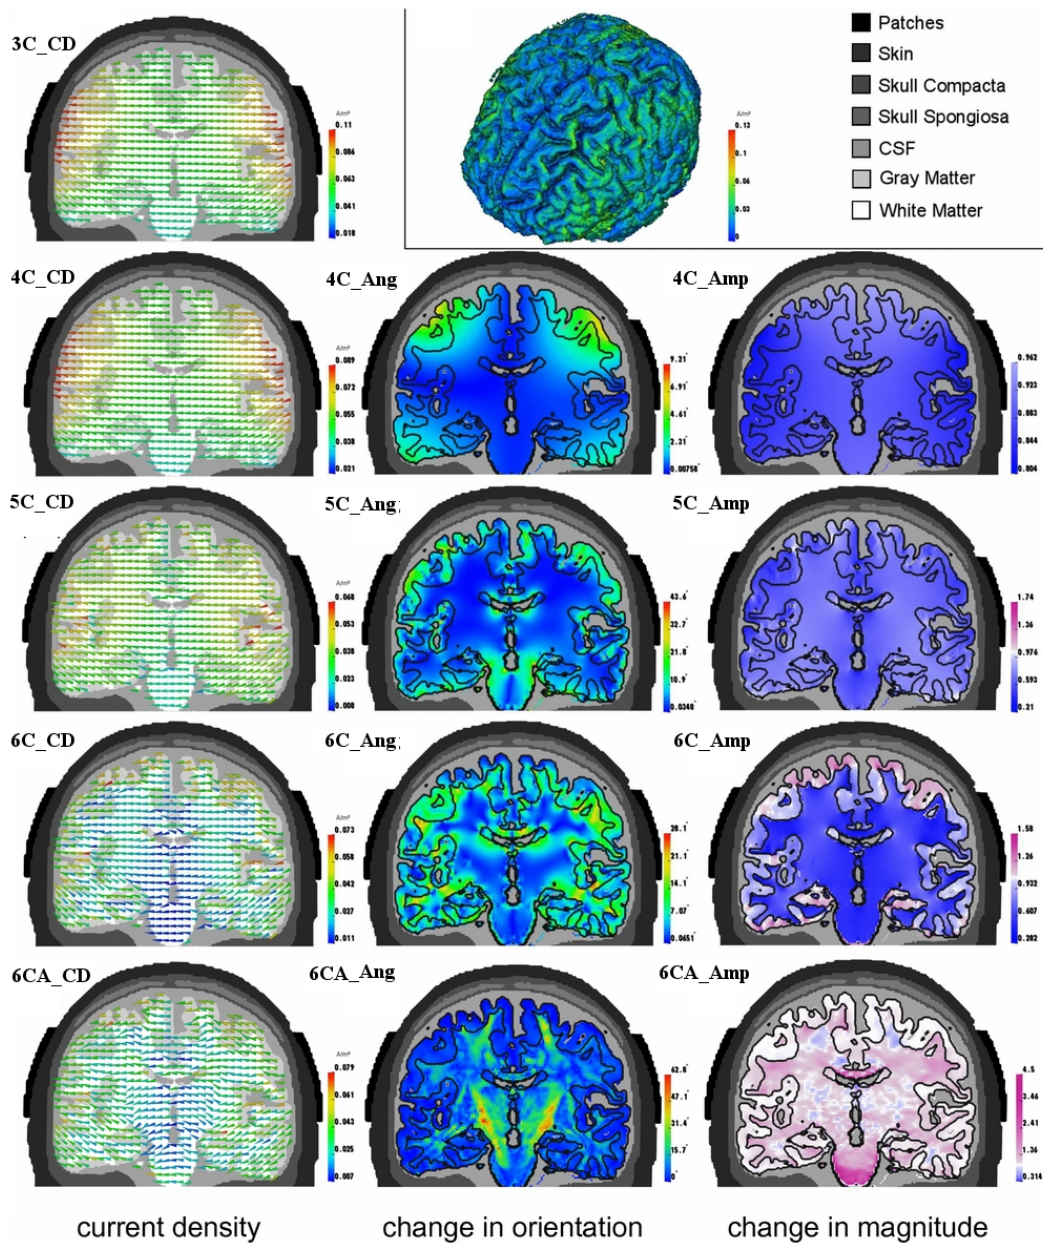 3C_CD
A/m²
0.11
0.086
0.063
0.041
0.018
A/m²
0.13
0.1
0.06
0.03
0
Patches
Skin
Skull Compacta
Skull Spongiosa
CSF
Gray Matter
White Matter
4C_CD
A/m²
0.089
0.072
0.055
0.038
0.021
4C_Ang
9.21°
6.91°
4.61°
2.31°
0.00758°
4C_Amp
0.962
0.923
0.883
0.844
0.804
5C_CD
A/m²
0.068
0.053
0.038
0.023
0.008
5C_Ang
43.6°
32.7°
21.8°
10.9°
0.0348°
5C_Amp
1.74
1.36
0.976
0.593
0.21
6C_CD
A/m²
0.073
0.058
0.042
0.027
0.011
6C_Ang
28.1°
21.1°
14.1°
7.07°
0.0651°
6C_Amp
1.58
1.26
0.932
0.607
0.282
6CA_CD
A/m²
0.079
0.061
0.043
0.025
0.007
6CA_Ang
62.8°
47.1°
31.4°
15.7°
0°
6CA_Amp
4.5
3.46
2.41
1.36
0.314
current density
change in orientation
change in magnitude